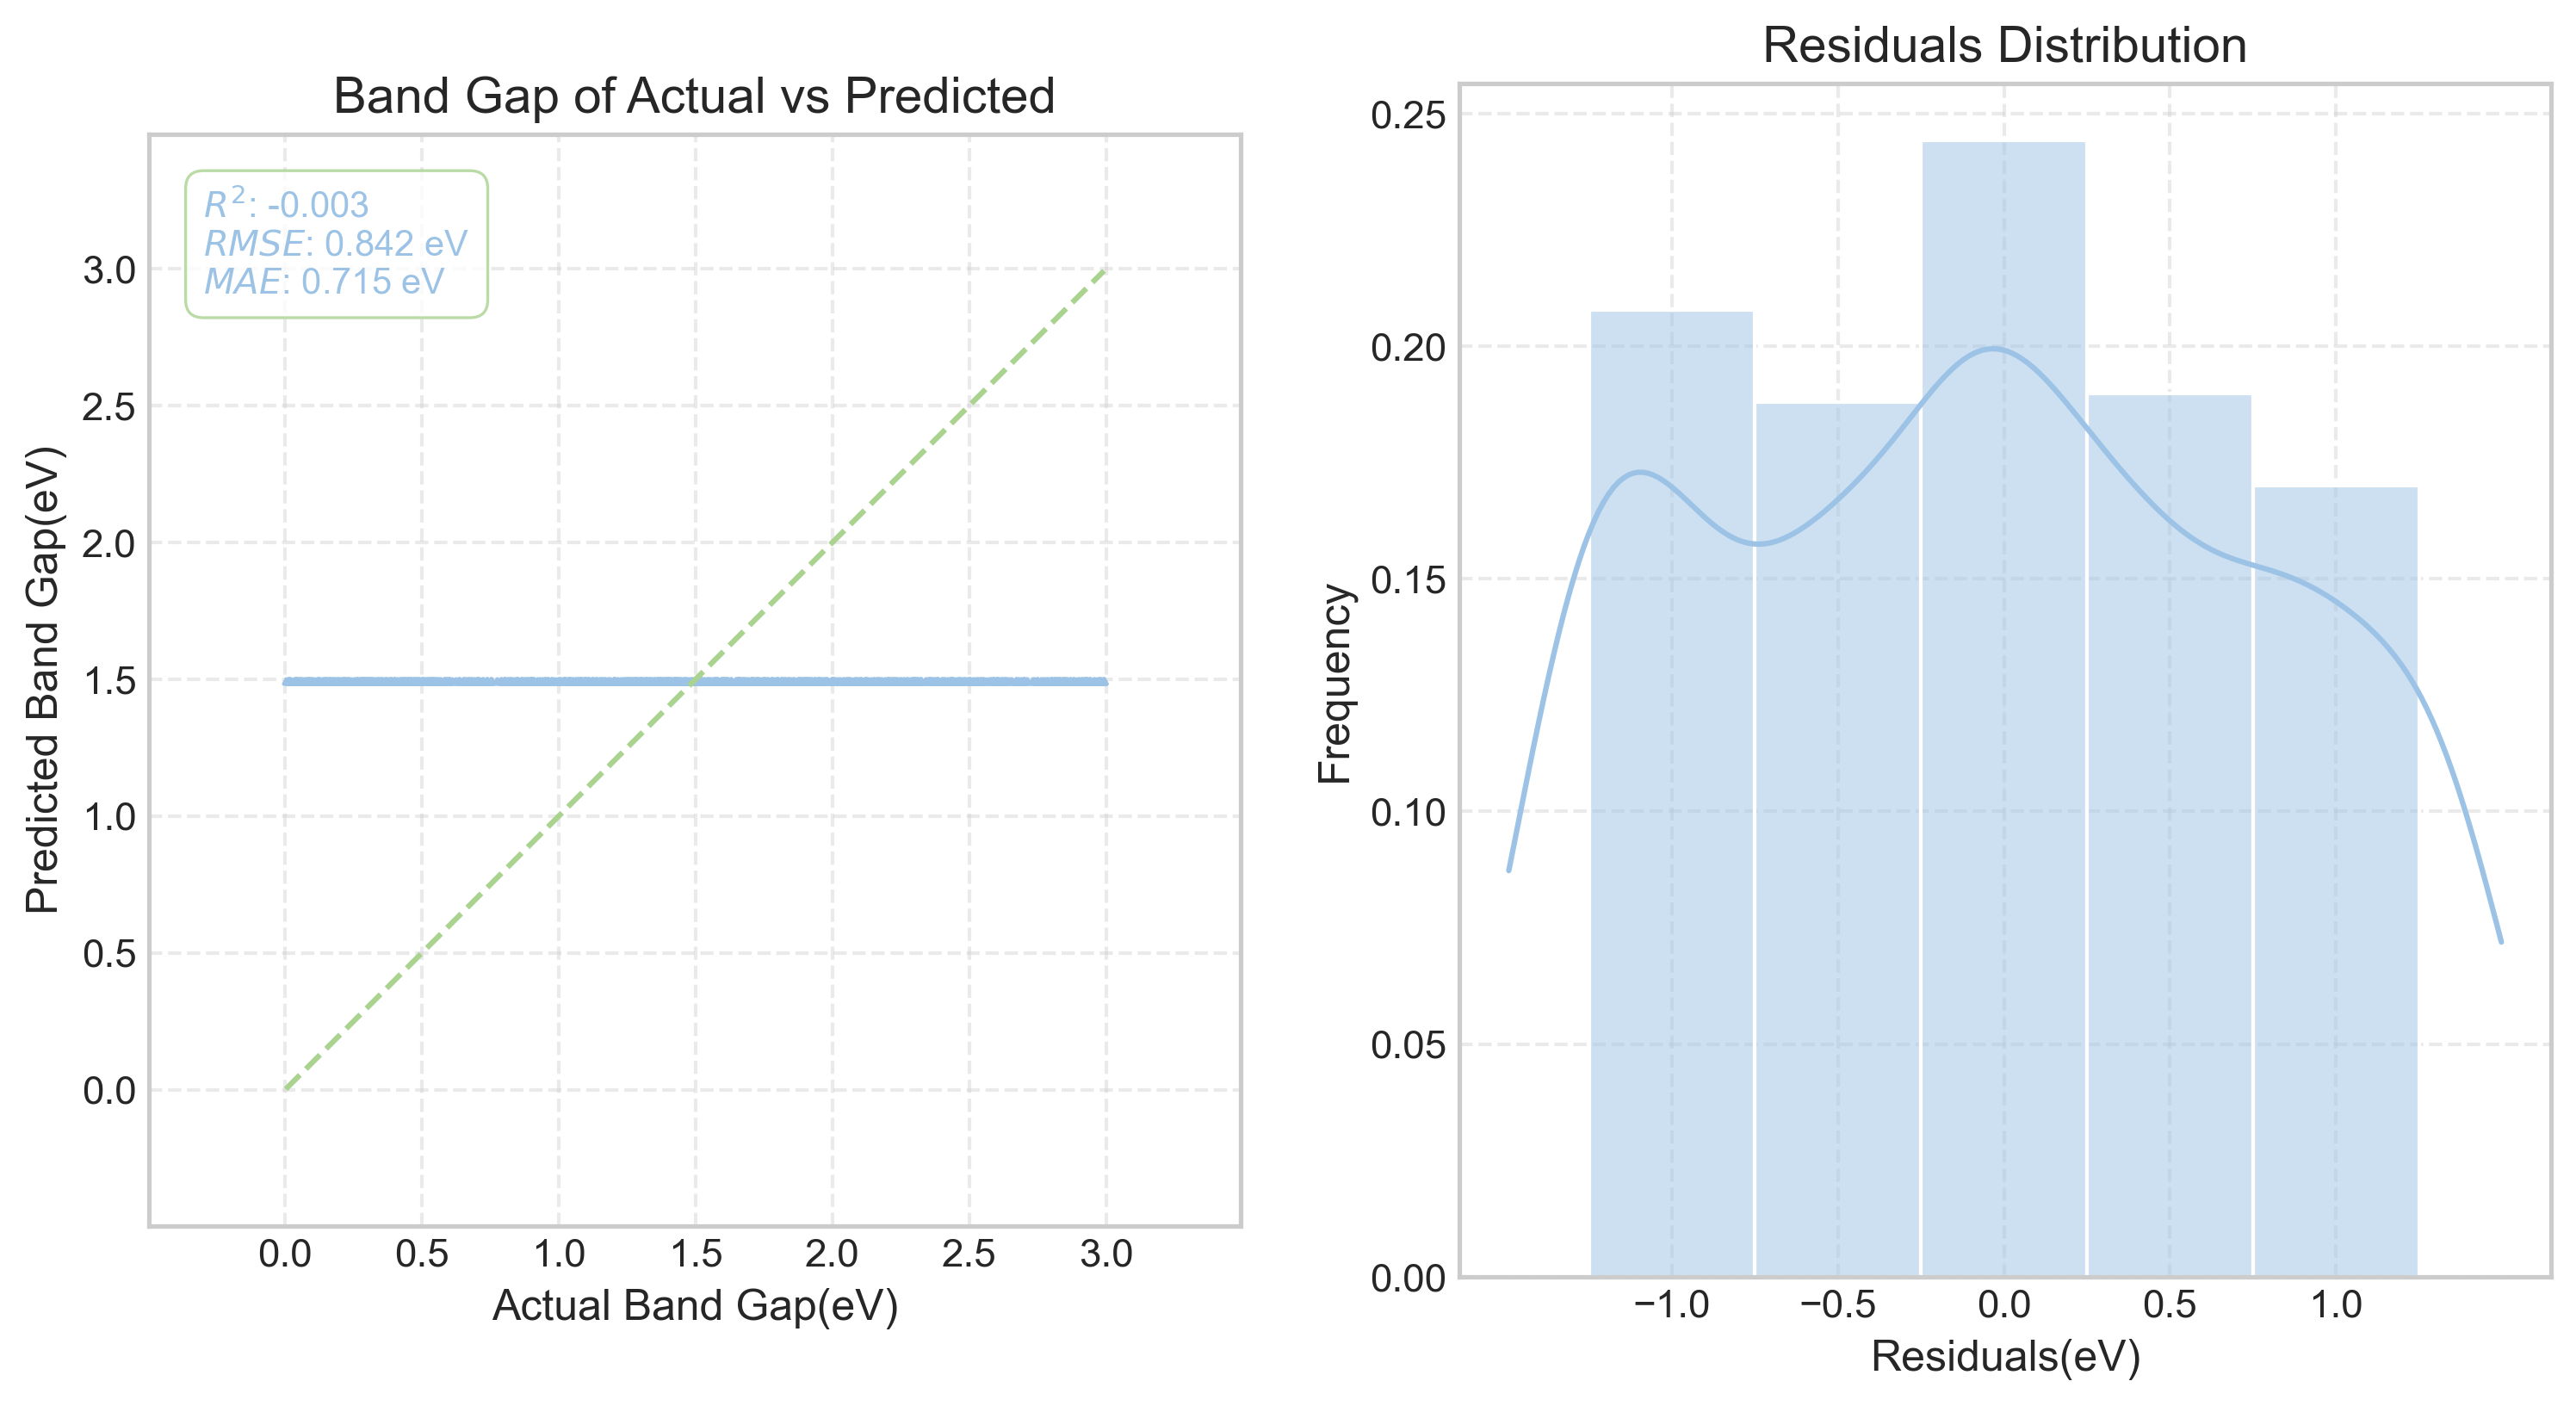 Band Gap of Actual vs Predicted
R²: -0.003
RMSE: 0.842 eV
MAE: 0.715 eV
3.0
2.5
2.0
1.5
1.0
0.5
0.0
Predicted Band Gap(eV)
0.0 0.5 1.0 1.5 2.0 2.5 3.0
Actual Band Gap(eV)
Residuals Distribution
0.25
0.20
0.15
0.10
0.05
0.00
Frequency
−1.0 −0.5 0.0 0.5 1.0
Residuals(eV)